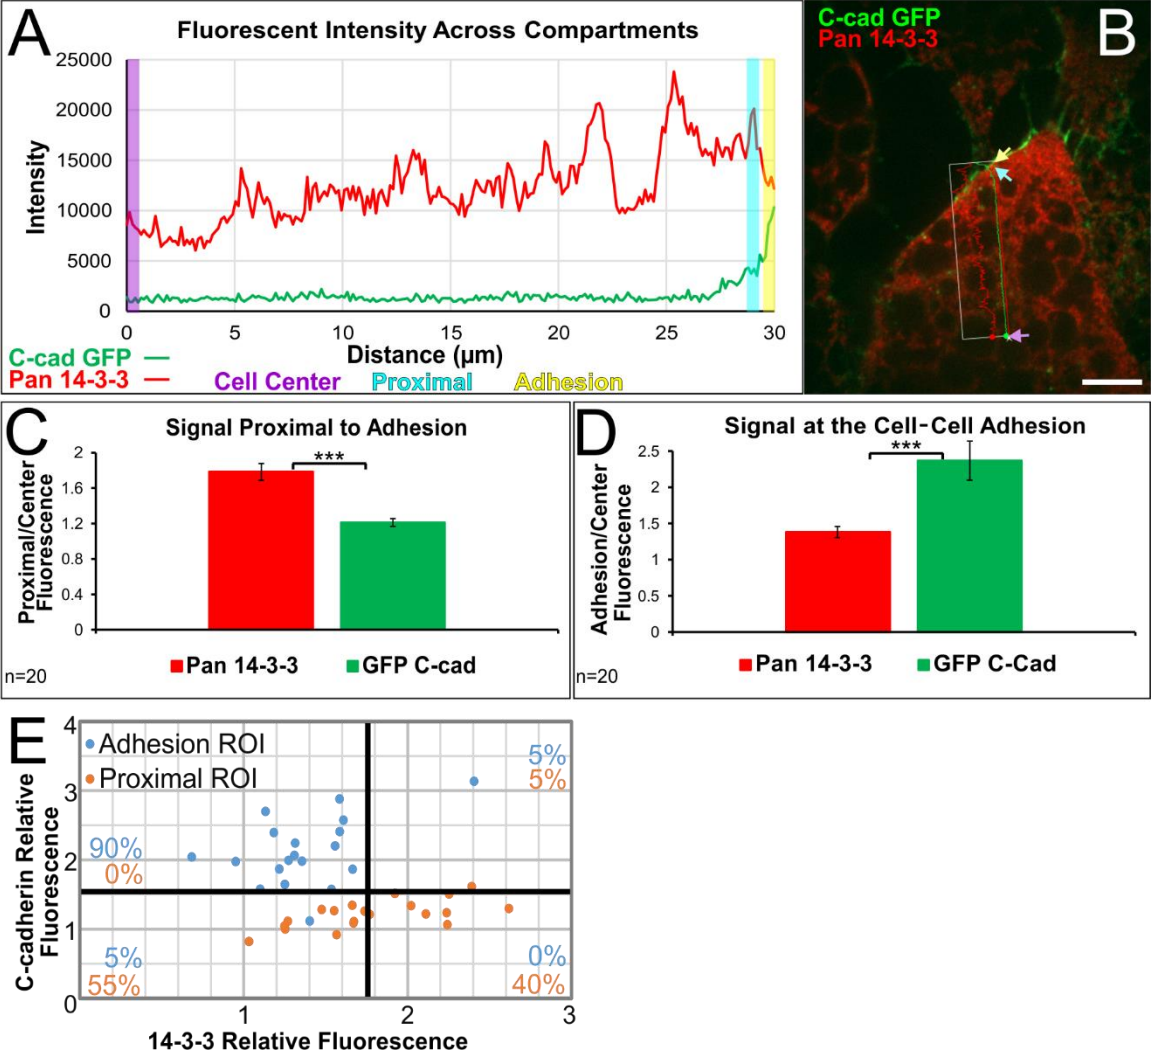 A
Fluorescent Intensity Across Compartments
25000
20000
15000
10000
5000
0
Intensity
0 5 10 15 20 25 30
Distance (µm)
C-cad GFP
Pan 14-3-3
Cell Center Proximal Adhesion
C-cad GFP
Pan 14-3-3
B
C
Signal Proximal to Adhesion
2
1.6
1.2
0.8
0.4
0
Proximal/Center
Fluorescence
***
Pan 14-3-3 GFP C-cad
n=20
D
Signal at the Cell-Cell Adhesion
2.5
2
1.5
1
0.5
0
Adhesion/Center
Fluorescence
***
Pan 14-3-3 GFP C-Cad
n=20
E
4
3
2
1
0
C-cadherin Relative
Fluorescence
Adhesion ROI
Proximal ROI
5%
5%
90%
0%
5%
55%
0%
40%
1 2 3
14-3-3 Relative Fluorescence